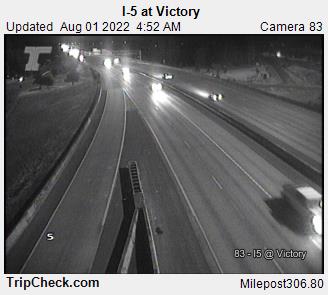 I-5 at Victory
Updated Aug 01 2022 4:52 AM Camera 83
S
83 - I5 @ Victory
TripCheck.com Milepost306.80